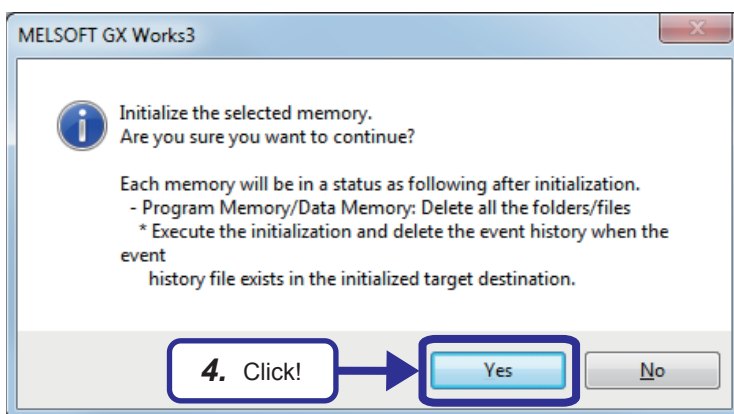 MELSOFT GX Works3
Initialize the selected memory.
Are you sure you want to continue?
Each memory will be in a status as following after initialization.
- Program Memory/Data Memory: Delete all the folders/files
* Execute the initialization and delete the event history when the
event
history file exists in the initialized target destination.
4. Click!
Yes
No